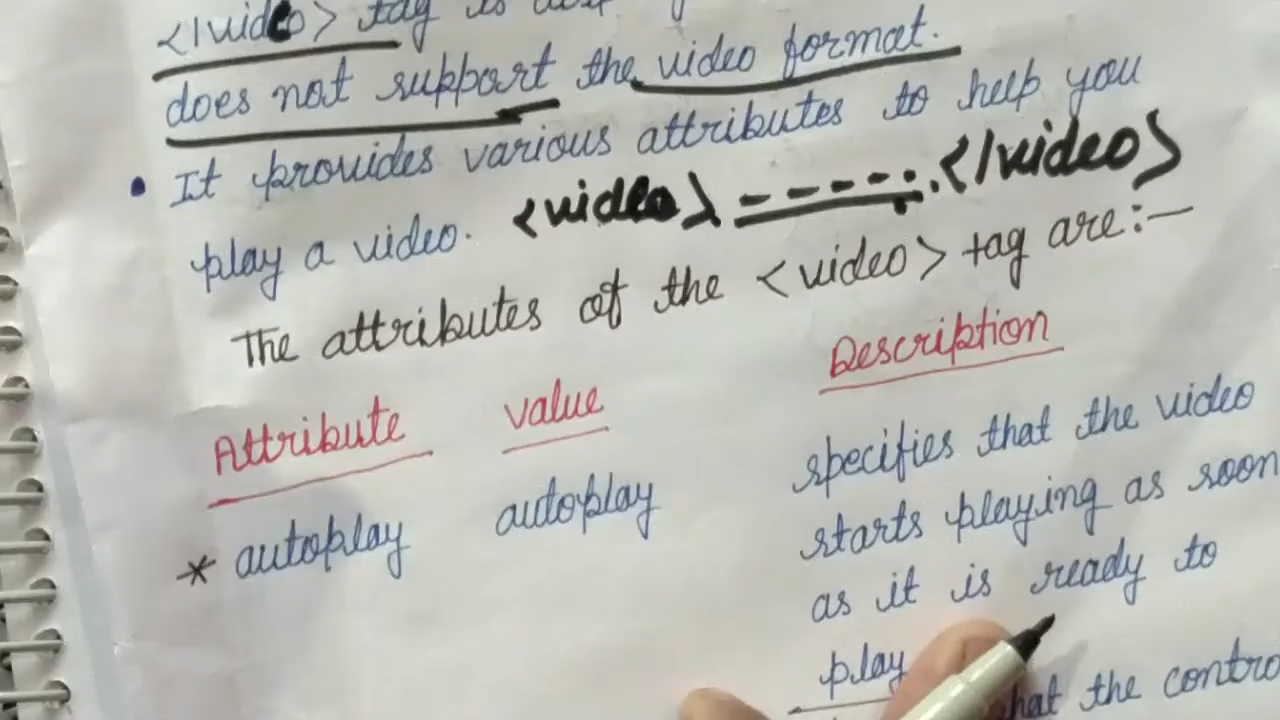 </video> tag is
does not support the video format.
• It provides various attributes to help you
play a video. <video> -----. </video>
The attributes of the <video> tag are:-
Attribute value Description
* autoplay autoplay specifies that the video
starts playing as soon
as it is ready to
play
that the contro